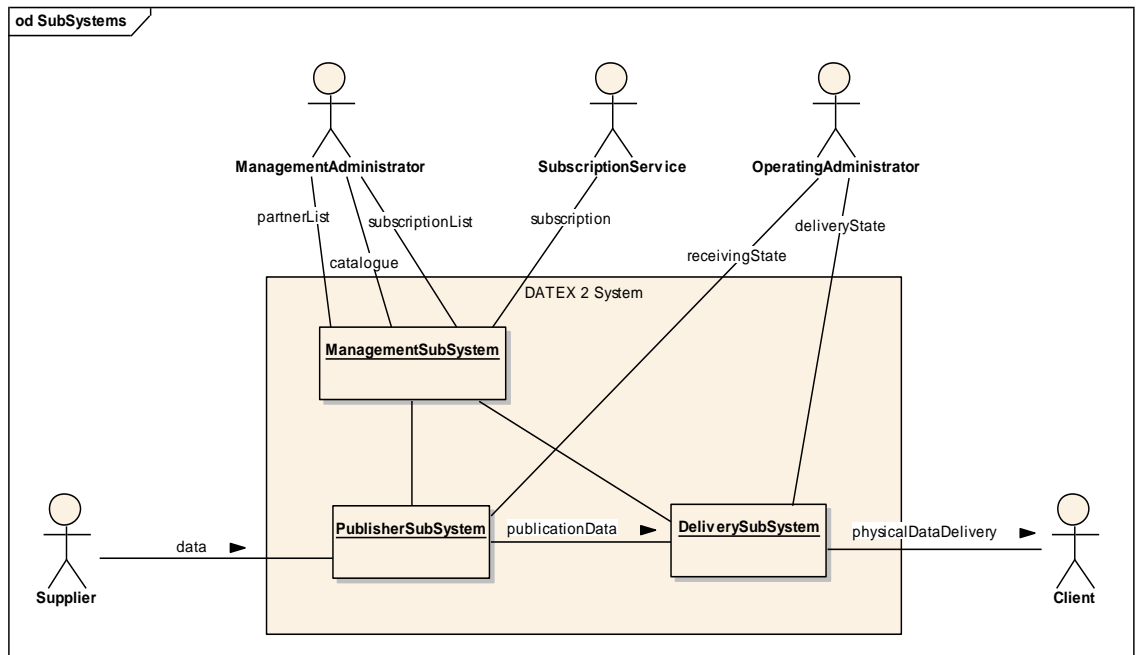 od SubSystems
ManagementAdministrator
SubscriptionService
OperatingAdministrator
partnerList
subscriptionList
subscription
deliveryState
catalogue
receivingState
DATEX 2 System
ManagementSubSystem
PublisherSubSystem
publicationData
DeliverySubSystem
physicalDataDelivery
data
Supplier
Client